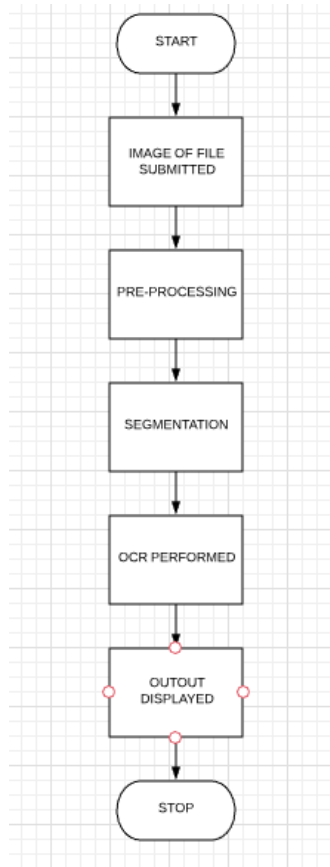 START
IMAGE OF FILE
SUBMITTED
PRE-PROCESSING
SEGMENTATION
OCR PERFORMED
OUTOUT
DISPLAYED
STOP